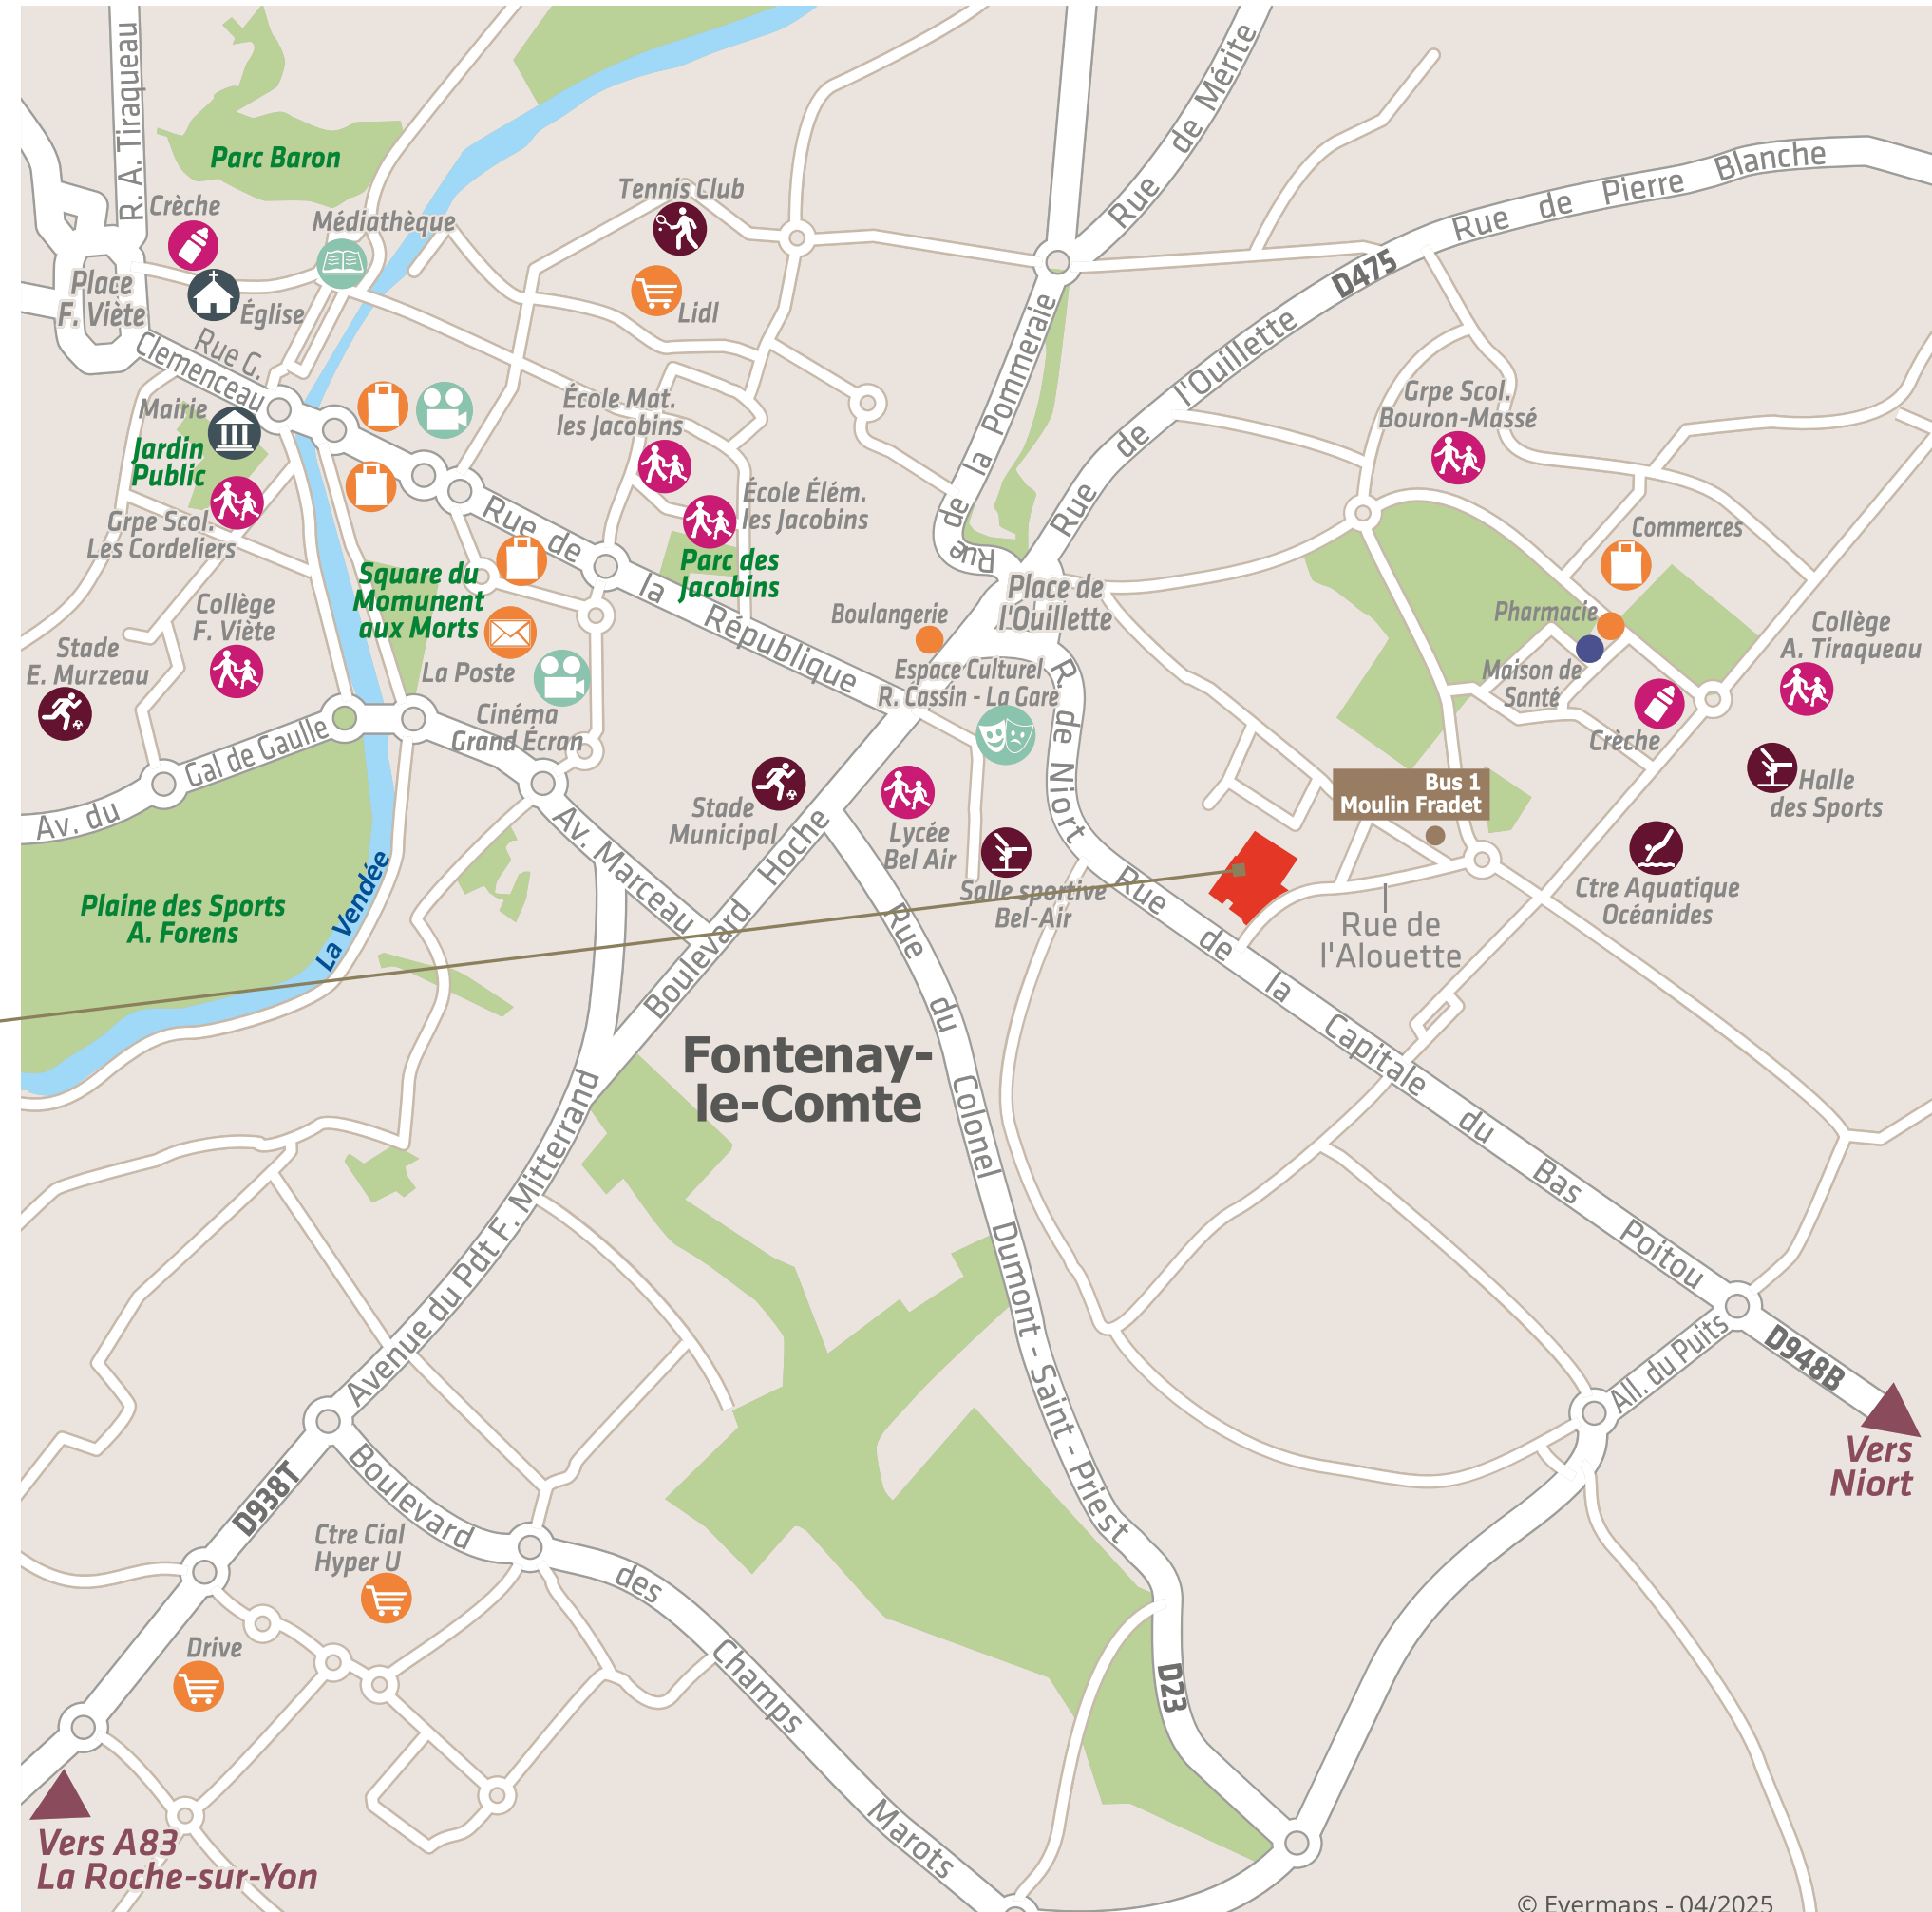 R. A. Tiraqueau
Parc Baron
Crèche
Médiathèque
Place
F. Viète
Église
Rue G.
Clemenceau
Mairie
Jardin
Public
Grpe Scol.
Les Cordeliers
Tennis Club
Lidl
École Mat.
les Jacobins
École Élém.
les Jacobins
Parc des
Jacobins
Rue de Mérite
Rue de la Pommeraie
Rue de l'Ouillette
D475
Rue de Pierre Blanche
Grpe Scol.
Bouron-Massé
Commerces
Pharmacie
Maison de
Santé
Crèche
Collège
A. Tiraqueau
Halle
des Sports
Ctre Aquatique
Océanides
Bus 1
Moulin Fradet
Rue de
l'Alouette
Place de
l'Ouillette
Boulangerie
Espace Culturel
R. Cassin - La Gare
R. de Niort
Rue de la République
Square du
Momunent
aux Morts
La Poste
Cinéma
Grand Écran
Collège
F. Viète
Stade
E. Murzeau
Av. du Gal de Gaulle
Plaine des Sports
A. Forens
La Vendée
Av. Marceau
Stade
Municipal
Boulevard Hoche
Lycée
Bel Air
Salle sportive
Bel-Air
Fontenay-
le-Comte
Rue du Colonel Dumont - Saint - Priest
Rue de la Capitale du Bas Poitou
All. du Puits
D948B
Vers
Niort
Avenue du Pdt F. Mitterrand
D938T
Boulevard des Champs Marots
Ctre Cial
Hyper U
Drive
D23
Vers A83
La Roche-sur-Yon
© Evermaps - 04/2025